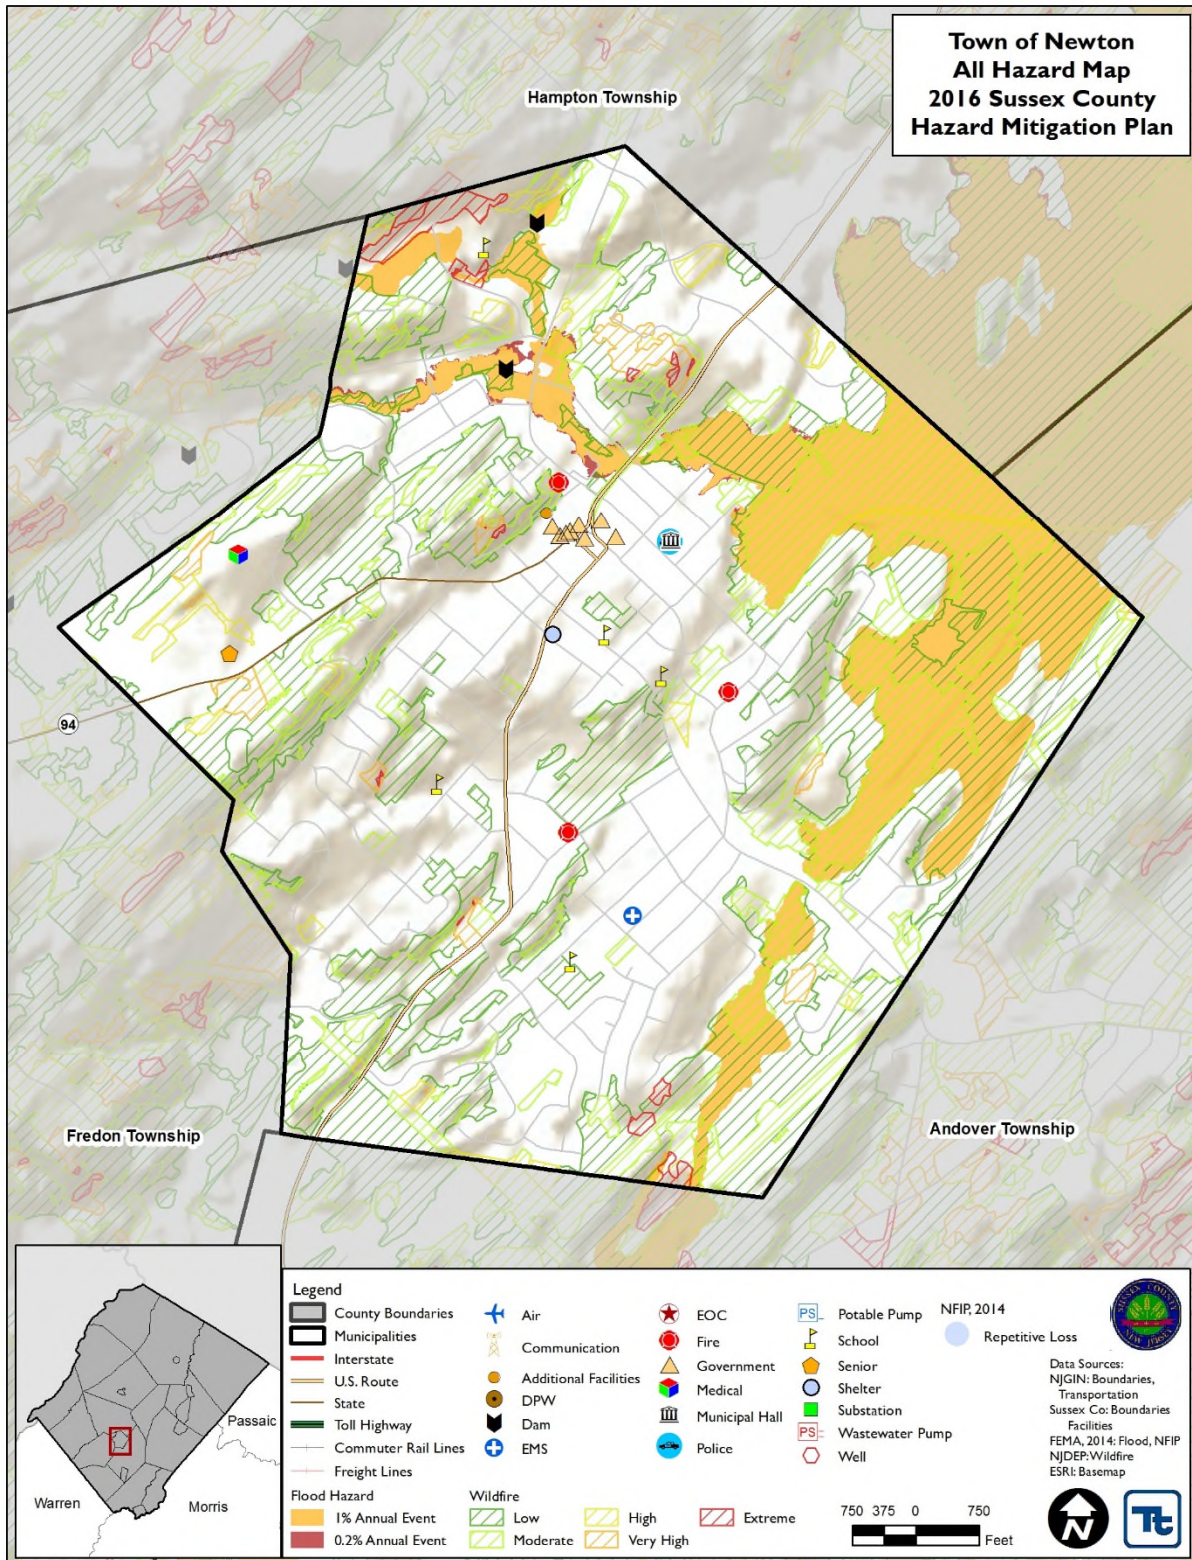 Town of Newton
All Hazard Map
2016 Sussex County
Hazard Mitigation Plan
Hampton Township
94
Fredon Township
Andover Township
Passaic
Warren
Morris
Legend
County Boundaries
Municipalities
Interstate
U.S. Route
State
Toll Highway
Commuter Rail Lines
Freight Lines
Air
Communication
Additional Facilities
DPW
Dam
EMS
EOC
Fire
Government
Medical
Municipal Hall
Police
PS Potable Pump
School
Senior
Shelter
Substation
PS Wastewater Pump
Well
NFIP, 2014
Repetitive Loss
SUSSEX COUNTY
NEW JERSEY
Data Sources:
NJGIN: Boundaries,
Transportation
Sussex Co: Boundaries
Facilities
FEMA, 2014: Flood, NFIP
NJDEP:Wildfire
ESRI: Basemap
Flood Hazard
1% Annual Event
0.2% Annual Event
Wildfire
Low
Moderate
High
Very High
Extreme
750 375 0 750
Feet
N
Tt